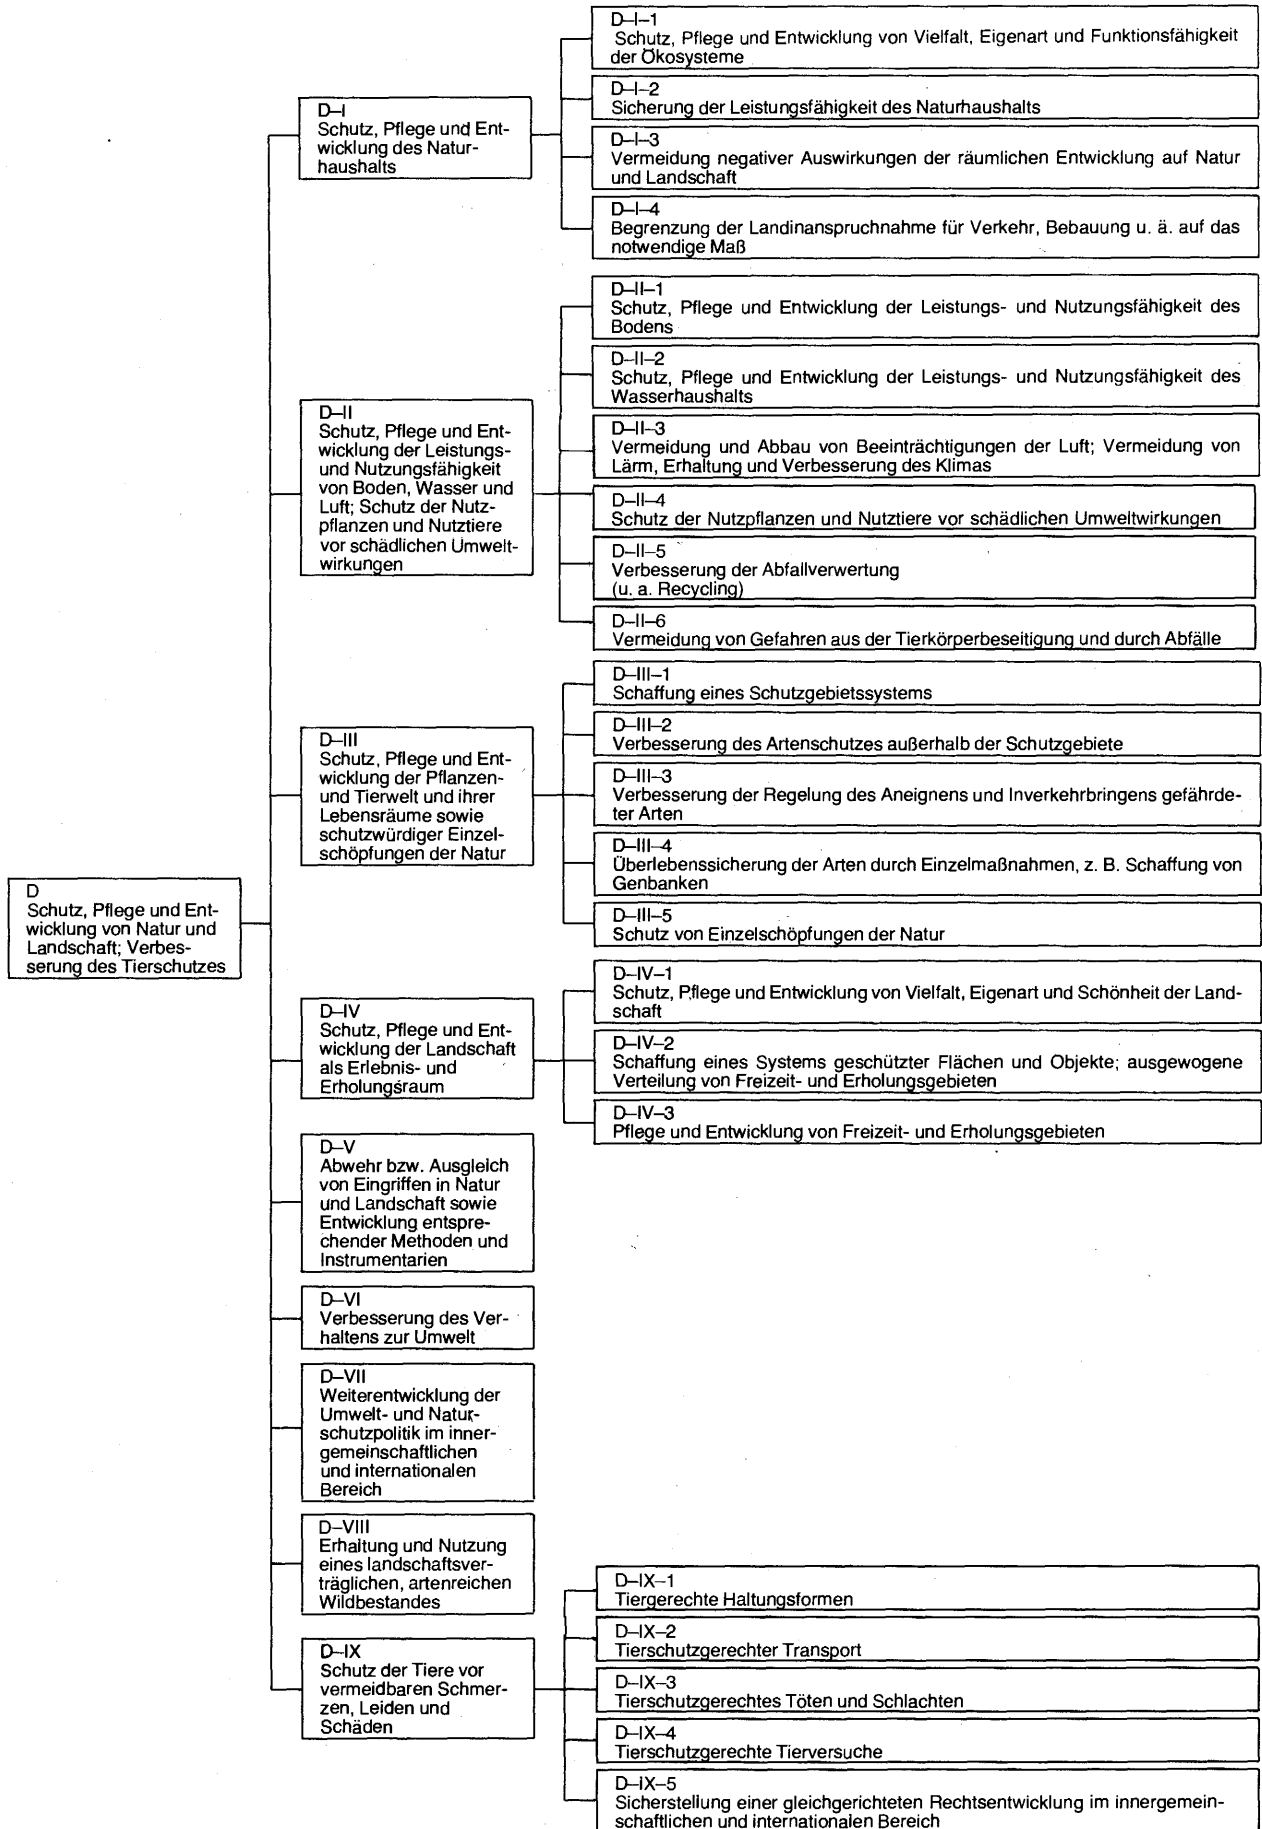 D
Schutz, Pflege und Ent-
wicklung von Natur und
Landschaft; Verbes-
serung des Tierschutzes
D–I
Schutz, Pflege und Ent-
wicklung des Natur-
haushalts
D–I–1
Schutz, Pflege und Entwicklung von Vielfalt, Eigenart und Funktionsfähigkeit
der Ökosysteme
D–I–2
Sicherung der Leistungsfähigkeit des Naturhaushalts
D–I–3
Vermeidung negativer Auswirkungen der räumlichen Entwicklung auf Natur
und Landschaft
D–I–4
Begrenzung der Landinanspruchnahme für Verkehr, Bebauung u. ä. auf das
notwendige Maß
D–II
Schutz, Pflege und Ent-
wicklung der Leistungs-
und Nutzungsfähigkeit
von Boden, Wasser und
Luft; Schutz der Nutz-
pflanzen und Nutztiere
vor schädlichen Umwelt-
wirkungen
D–II–1
Schutz, Pflege und Entwicklung der Leistungs- und Nutzungsfähigkeit des
Bodens
D–II–2
Schutz, Pflege und Entwicklung der Leistungs- und Nutzungsfähigkeit des
Wasserhaushalts
D–II–3
Vermeidung und Abbau von Beeinträchtigungen der Luft; Vermeidung von
Lärm, Erhaltung und Verbesserung des Klimas
D–II–4
Schutz der Nutzpflanzen und Nutztiere vor schädlichen Umweltwirkungen
D–II–5
Verbesserung der Abfallverwertung
(u. a. Recycling)
D–II–6
Vermeidung von Gefahren aus der Tierkörperbeseitigung und durch Abfälle
D–III
Schutz, Pflege und Ent-
wicklung der Pflanzen-
und Tierwelt und ihrer
Lebensräume sowie
schutzwürdiger Einzel-
schöpfungen der Natur
D–III–1
Schaffung eines Schutzgebietssystems
D–III–2
Verbesserung des Artenschutzes außerhalb der Schutzgebiete
D–III–3
Verbesserung der Regelung des Aneignens und Inverkehrbringens gefährde-
ter Arten
D–III–4
Überlebenssicherung der Arten durch Einzelmaßnahmen, z. B. Schaffung von
Genbanken
D–III–5
Schutz von Einzelschöpfungen der Natur
D–IV
Schutz, Pflege und Ent-
wicklung der Landschaft
als Erlebnis- und
Erholungsraum
D–IV–1
Schutz, Pflege und Entwicklung von Vielfalt, Eigenart und Schönheit der Land-
schaft
D–IV–2
Schaffung eines Systems geschützter Flächen und Objekte; ausgewogene
Verteilung von Freizeit- und Erholungsgebieten
D–IV–3
Pflege und Entwicklung von Freizeit- und Erholungsgebieten
D–V
Abwehr bzw. Ausgleich
von Eingriffen in Natur
und Landschaft sowie
Entwicklung entspre-
chender Methoden und
Instrumentarien
D–VI
Verbesserung des Ver-
haltens zur Umwelt
D–VII
Weiterentwicklung der
Umwelt- und Natur-
schutzpolitik im inner-
gemeinschaftlichen
und internationalen
Bereich
D–VIII
Erhaltung und Nutzung
eines landschaftsver-
träglichen, artenreichen
Wildbestandes
D–IX
Schutz der Tiere vor
vermeidbaren Schmer-
zen, Leiden und
Schäden
D–IX–1
Tiergerechte Haltungsformen
D–IX–2
Tierschutzgerechter Transport
D–IX–3
Tierschutzgerechtes Töten und Schlachten
D–IX–4
Tierschutzgerechte Tierversuche
D–IX–5
Sicherstellung einer gleichgerichteten Rechtsentwicklung im innergemein-
schaftlichen und internationalen Bereich